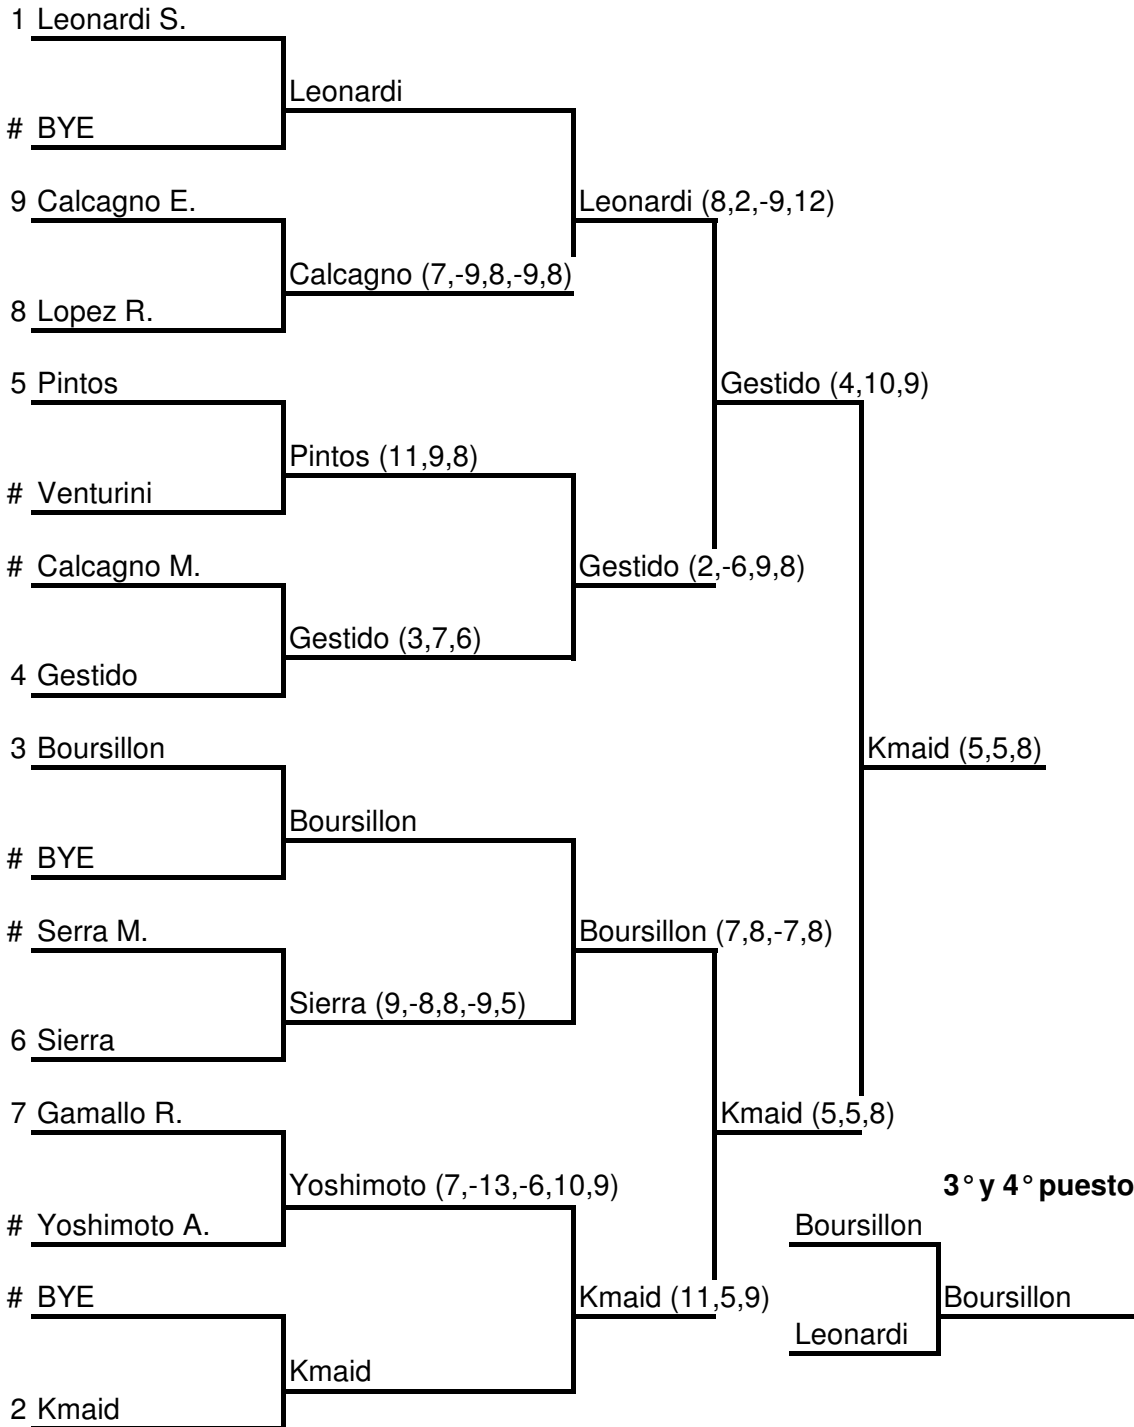 1 Leonardi S.
Leonardi
# BYE
9 Calcagno E.
Leonardi (8,2,-9,12)
Calcagno (7,-9,8,-9,8)
8 Lopez R.
5 Pintos
Gestido (4,10,9)
Pintos (11,9,8)
# Venturini
# Calcagno M.
Gestido (2,-6,9,8)
Gestido (3,7,6)
4 Gestido
3 Boursillon
Kmaid (5,5,8)
Boursillon
# BYE
# Serra M.
Boursillon (7,8,-7,8)
Sierra (9,-8,8,-9,5)
6 Sierra
7 Gamallo R.
Kmaid (5,5,8)
Yoshimoto (7,-13,-6,10,9)
3° y 4° puesto
# Yoshimoto A.
Boursillon
# BYE
Kmaid (11,5,9)
Boursillon
Leonardi
Kmaid
2 Kmaid